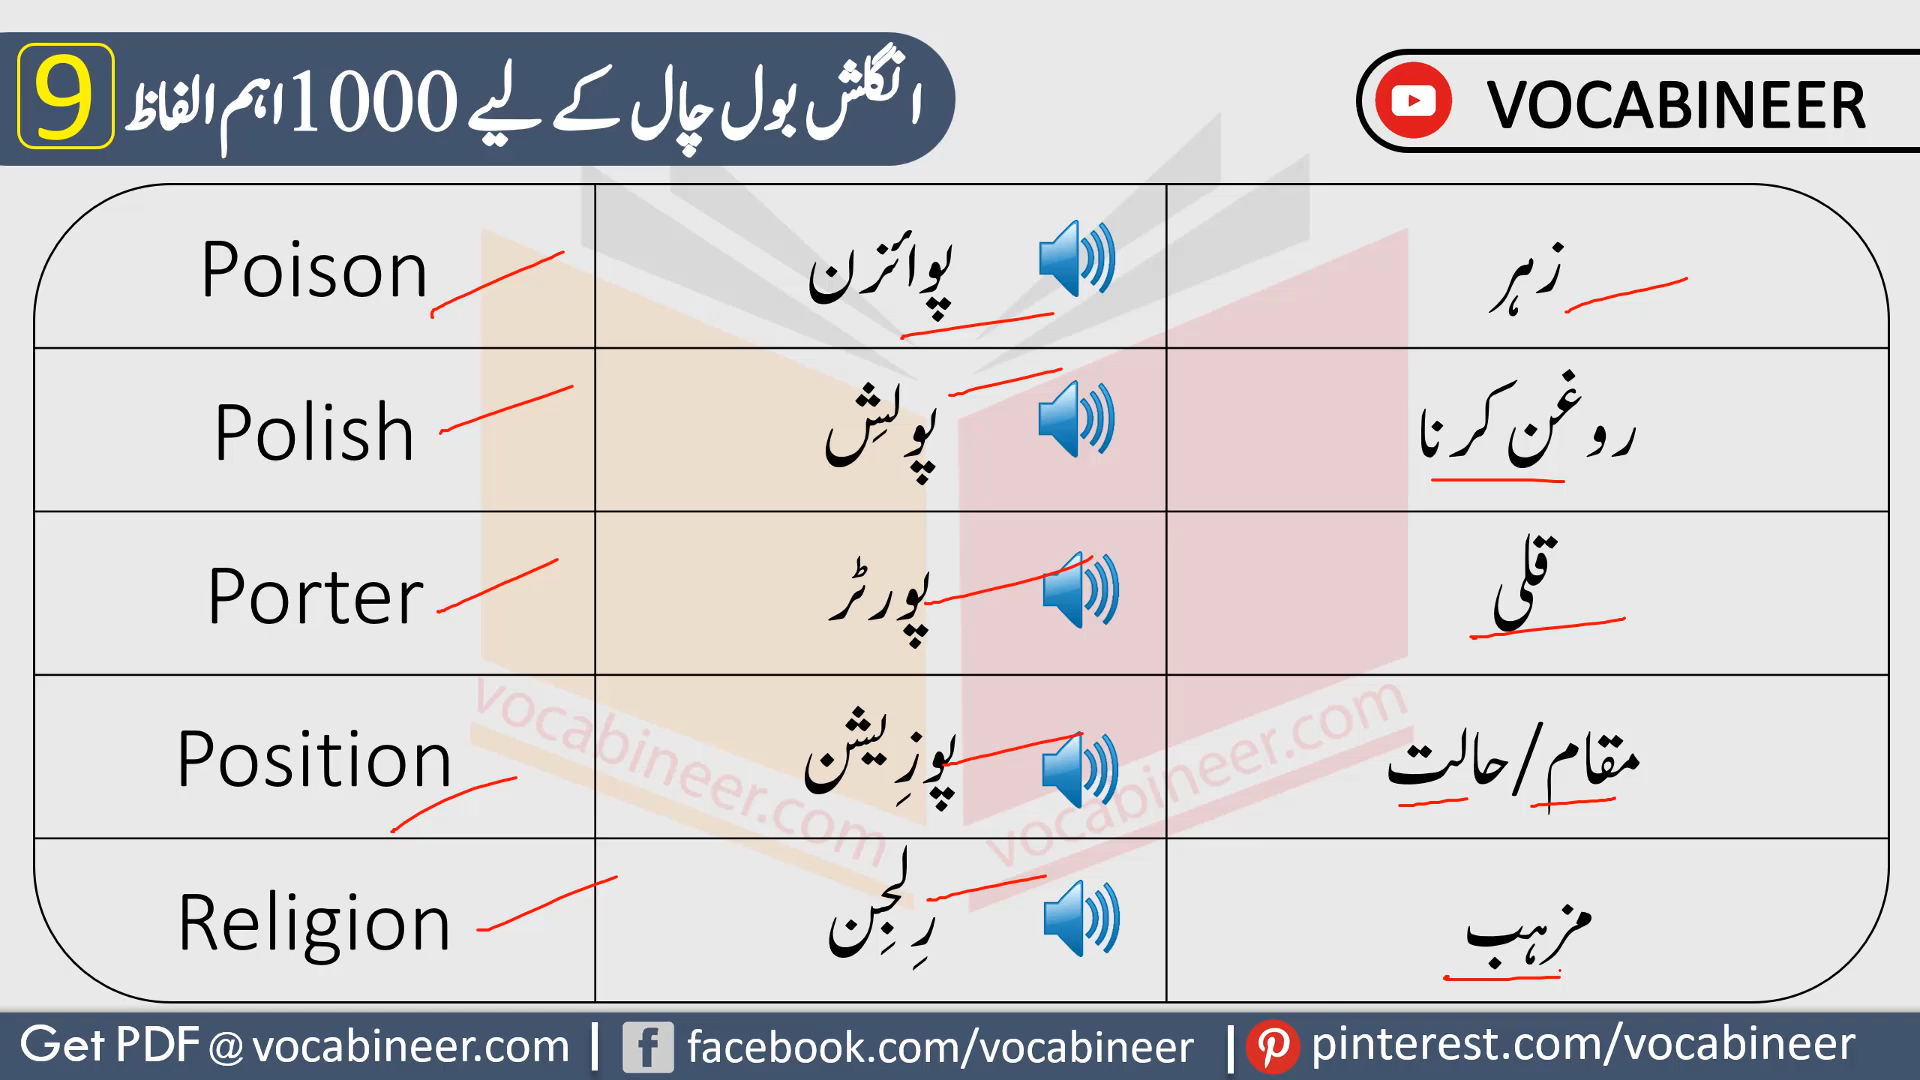 انگلش بول چال کے لیے 1000 اہم الفاظ 9
VOCABINEER
Poison پوائزن زہر
Polish پولِش روغن کرنا
Porter پورٹر قلی
Position پوزِیشن مقام/حالت
Religion رِلجِن مزہب
vocabineer.com vocabineer.com
Get PDF @ vocabineer.com | facebook.com/vocabineer | pinterest.com/vocabineer